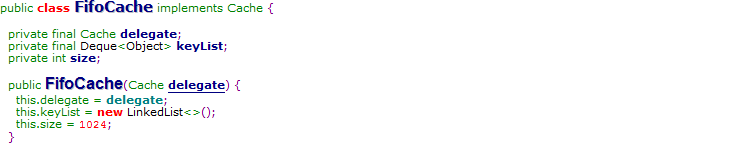 public class FifoCache implements Cache {
private final Cache delegate;
private final Deque<Object> keyList;
private int size;
public FifoCache(Cache delegate) {
this.delegate = delegate;
this.keyList = new LinkedList<>();
this.size = 1024;
}